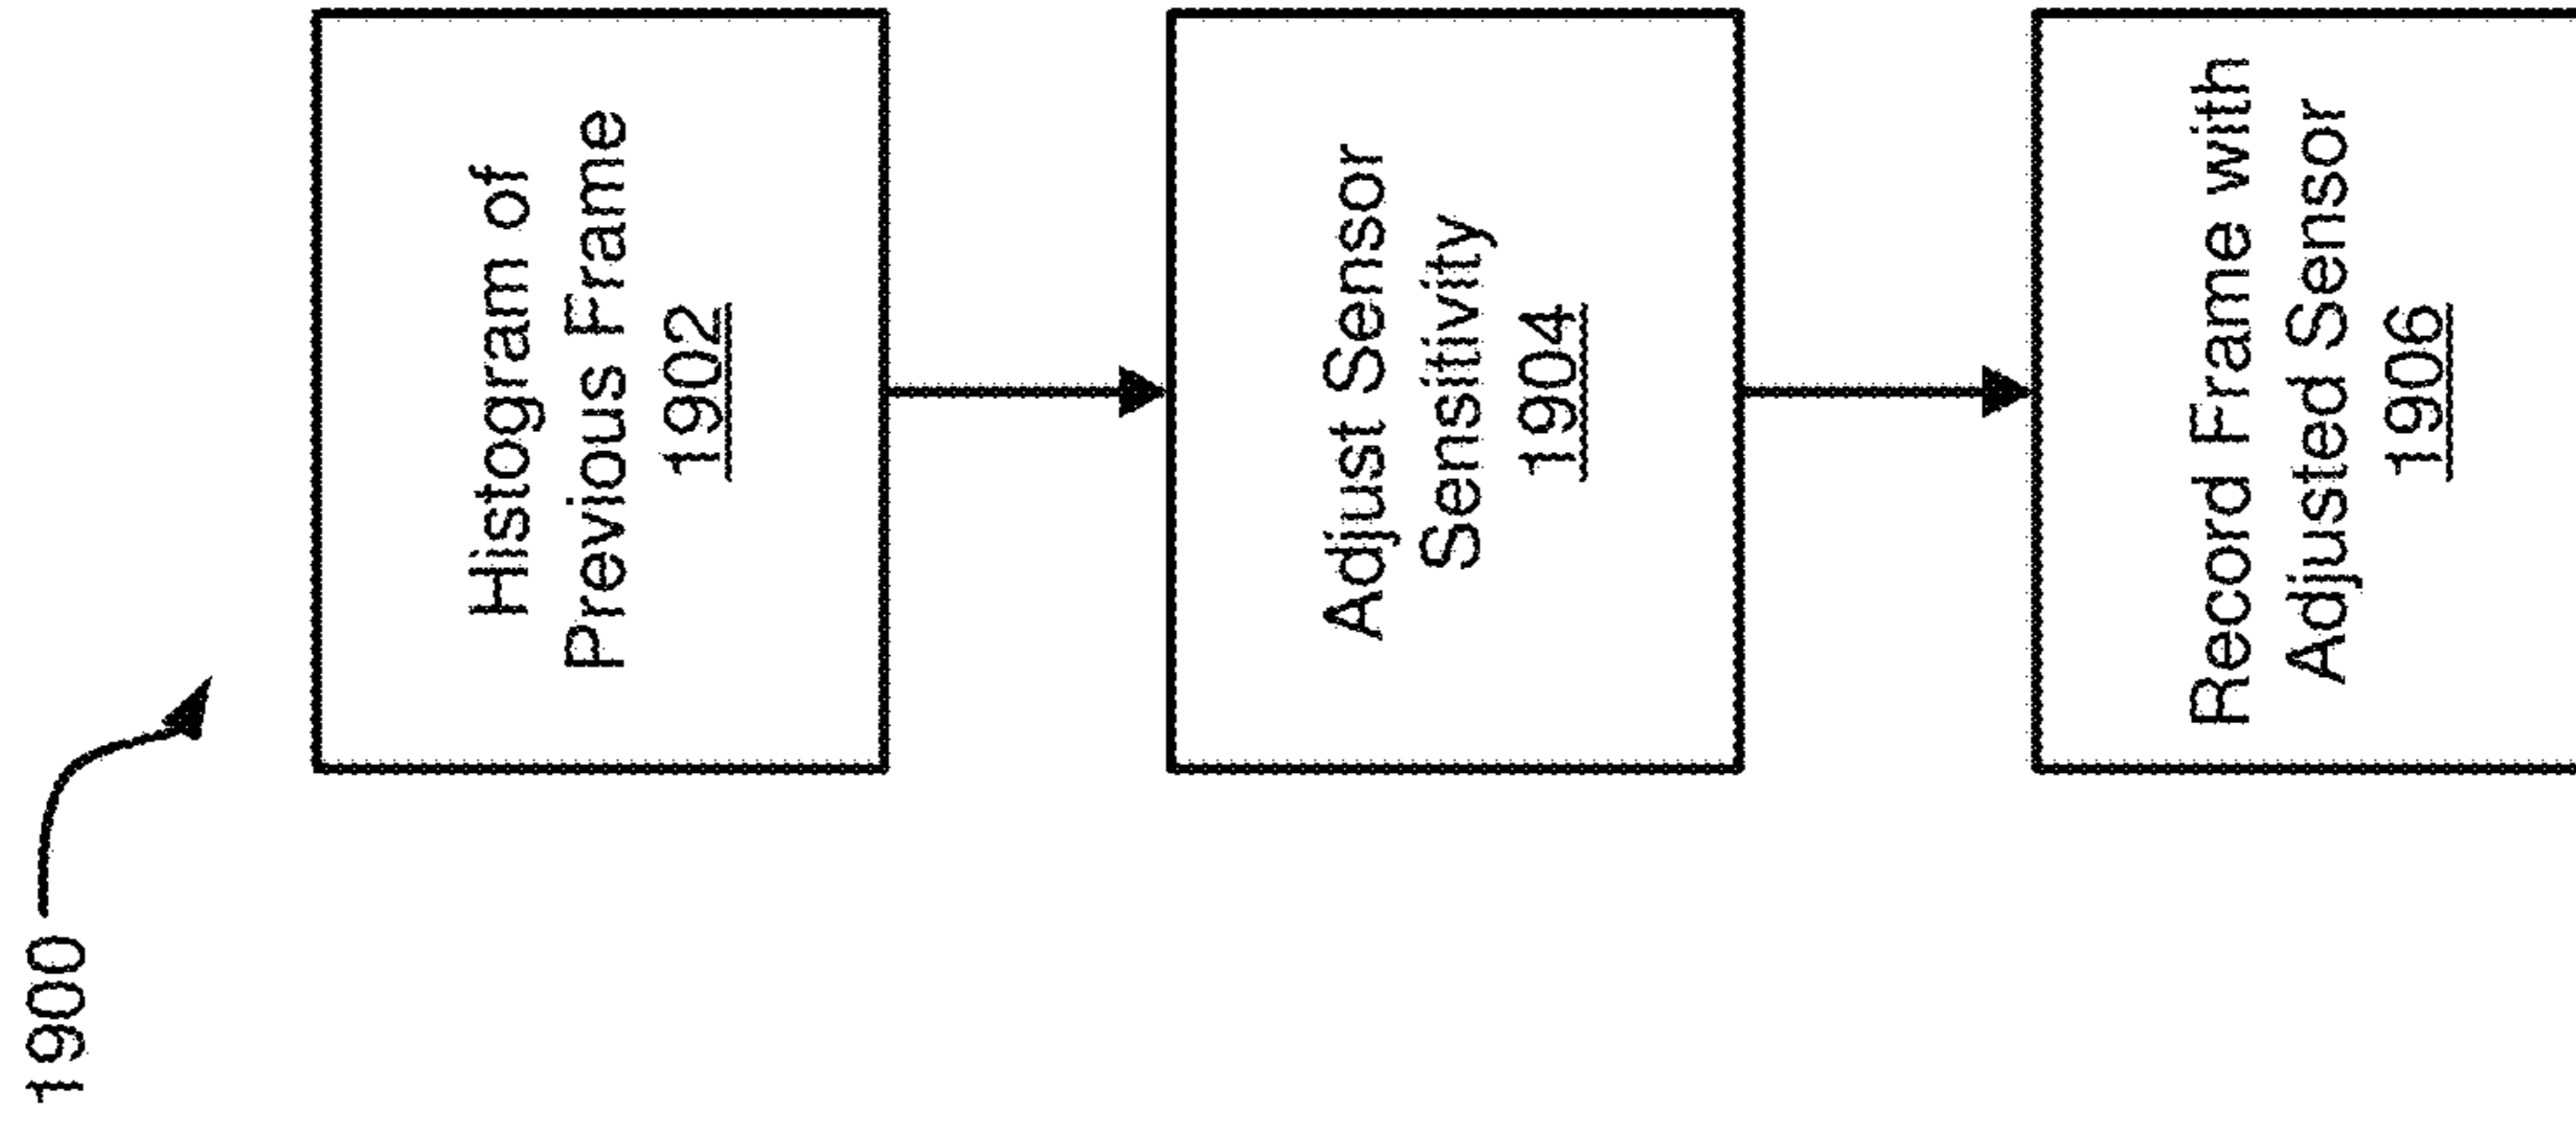 1900
Histogram of
Previous Frame
1902
Adjust Sensor
Sensitivity
1904
Record Frame with
Adjusted Sensor
1906